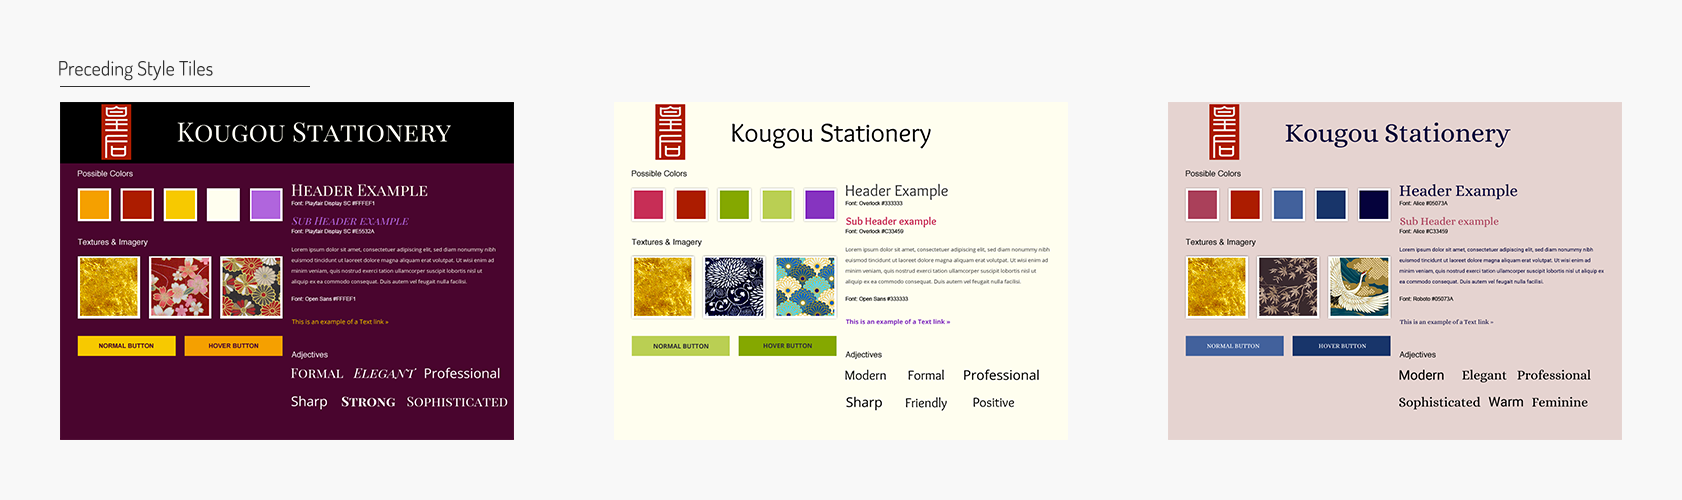 Preceding Style Tiles
KOUGOU STATIONERY
Possible Colors
HEADER EXAMPLE
Font: Playfair Display SC #FFFEF1
SUB HEADER EXAMPLE
Font: Playfair Display SC #E5532A
Textures & Imagery
Lorem ipsum dolor sit amet, consectetuer adipiscing elit, sed diam nonummy nibh
euismod tincidunt ut laoreet dolore magna aliquam erat volutpat. Ut wisi enim ad
minim veniam, quis nostrud exerci tation ullamcorper suscipit lobortis nisl ut
aliquip ex ea commodo consequat. Duis autem vel feugait nulla facilisi.
Font: Open Sans #FFFEF1
This is an example of a Text link »
NORMAL BUTTON
HOVER BUTTON
Adjectives
FORMAL ELEGANT Professional
Sharp STRONG SOPHISTICATED
Kougou Stationery
Possible Colors
Header Example
Font: Overlock #333333
Sub Header example
Font: Overlock #C33459
Textures & Imagery
Lorem ipsum dolor sit amet, consectetuer adipiscing elit, sed diam nonummy nibh
euismod tincidunt ut laoreet dolore magna aliquam erat volutpat. Ut wisi enim ad
minim veniam, quis nostrud exerci tation ullamcorper suscipit lobortis nisl ut
aliquip ex ea commodo consequat. Duis autem vel feugait nulla facilisi.
Font: Open Sans #333333
This is an example of a Text link »
NORMAL BUTTON
HOVER BUTTON
Adjectives
Modern Formal Professional
Sharp Friendly Positive
Kougou Stationery
Possible Colors
Header Example
Font: Alice #05073A
Sub Header example
Font: Alice #C33459
Textures & Imagery
Lorem ipsum dolor sit amet, consectetuer adipiscing elit, sed diam nonummy nibh
euismod tincidunt ut laoreet dolore magna aliquam erat volutpat. Ut wisi enim ad
minim veniam, quis nostrud exerci tation ullamcorper suscipit lobortis nisl ut aliquip ex ea
commodo consequat. Duis autem vel feugait nulla facilisi.
Font: Roboto #05073A
This is an example of a Text link »
NORMAL BUTTON
HOVER BUTTON
Adjectives
Modern Elegant Professional
Sophisticated Warm Feminine